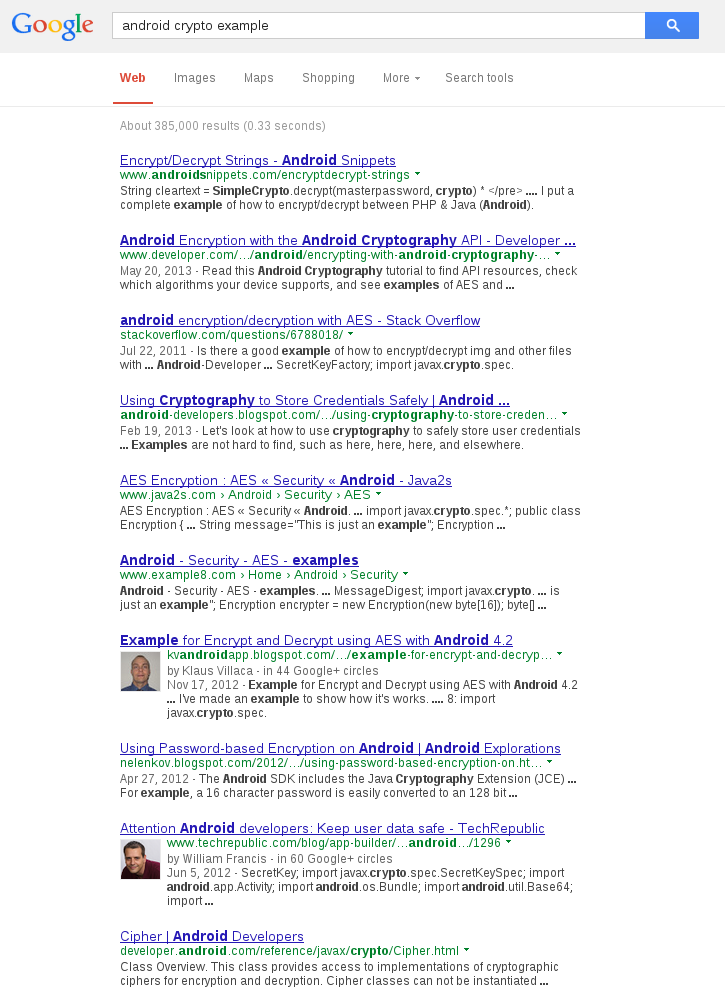 Google
android crypto example
Web Images Maps Shopping More Search tools
About 385,000 results (0.33 seconds)
Encrypt/Decrypt Strings - Android Snippets
www.androidsnippets.com/encryptdecrypt-strings
String cleartext = SimpleCrypto.decrypt(masterpassword, crypto) * </pre> .... I put a
complete example of how to encrypt/decrypt between PHP & Java (Android).
Android Encryption with the Android Cryptography API - Developer ...
www.developer.com/.../android/encrypting-with-android-cryptography-...
May 20, 2013 - Read this Android Cryptography tutorial to find API resources, check
which algorithms your device supports, and see examples of AES and ...
android encryption/decryption with AES - Stack Overflow
stackoverflow.com/questions/6788018/
Jul 22, 2011 - Is there a good example of how to encrypt/decrypt img and other files
with ... Android-Developer ... SecretKeyFactory; import javax.crypto.spec.
Using Cryptography to Store Credentials Safely | Android ...
android-developers.blogspot.com/.../using-cryptography-to-store-creden...
Feb 19, 2013 - Let's look at how to use cryptography to safely store user credentials
... Examples are not hard to find, such as here, here, here, and elsewhere.
AES Encryption : AES « Security « Android - Java2s
www.java2s.com › Android › Security › AES
AES Encryption : AES « Security « Android. ... import javax.crypto.spec.*; public class
Encryption { ... String message="This is just an example"; Encryption ...
Android - Security - AES - examples
www.example8.com › Home › Android › Security
Android - Security - AES - examples. ... MessageDigest; import javax.crypto. ... is
just an example"; Encryption encrypter = new Encryption(new byte[16]); byte[] ...
Example for Encrypt and Decrypt using AES with Android 4.2
kvandroidapp.blogspot.com/.../example-for-encrypt-and-decryp...
by Klaus Villaca - in 44 Google+ circles
Nov 17, 2012 - Example for Encrypt and Decrypt using AES with Android 4.2
... I've made an example to show how it's works. .... 8: import
javax.crypto.spec.
Using Password-based Encryption on Android | Android Explorations
nelenkov.blogspot.com/2012/.../using-password-based-encryption-on.ht...
Apr 27, 2012 - The Android SDK includes the Java Cryptography Extension (JCE) ...
For example, a 16 character password is easily converted to an 128 bit ...
Attention Android developers: Keep user data safe - TechRepublic
www.techrepublic.com/blog/app-builder/...android.../1296
by William Francis - in 60 Google+ circles
Jun 5, 2012 - SecretKey; import javax.crypto.spec.SecretKeySpec; import
android.app.Activity; import android.os.Bundle; import android.util.Base64;
import ...
Cipher | Android Developers
developer.android.com/reference/javax/crypto/Cipher.html
Class Overview. This class provides access to implementations of cryptographic
ciphers for encryption and decryption. Cipher classes can not be instantiated ...